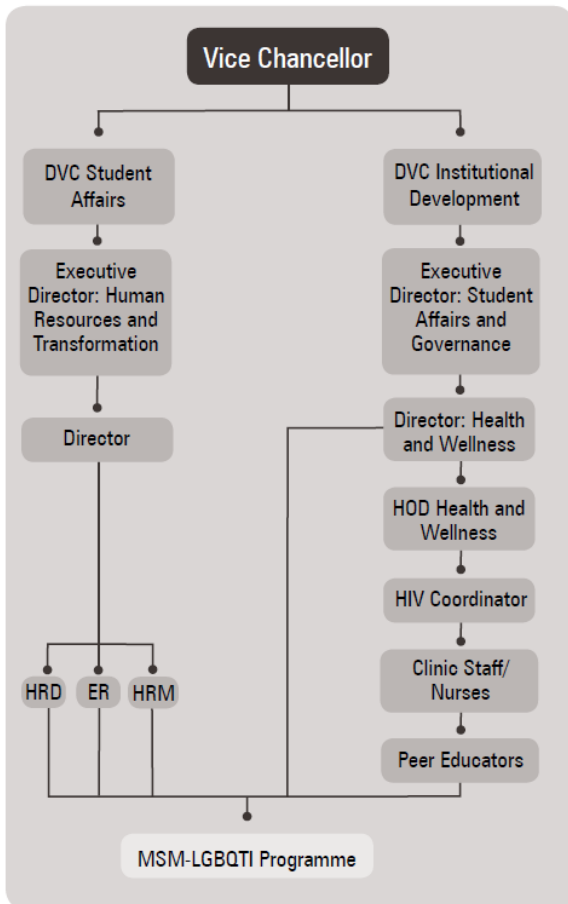 Vice Chancellor
DVC Student
Affairs
Executive
Director: Human
Resources and
Transformation
Director
HRD
ER
HRM
DVC Institutional
Development
Executive
Director: Student
Affairs and
Governance
Director: Health
and Wellness
HOD Health and
Wellness
HIV Coordinator
Clinic Staff/
Nurses
Peer Educators
MSM-LGBQTI Programme